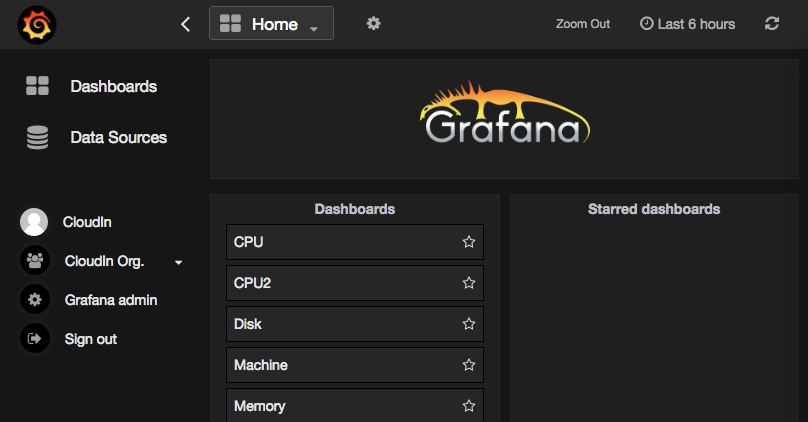 Home
Zoom Out
Last 6 hours
Dashboards
Data Sources
CloudIn
CloudIn Org.
Grafana admin
Sign out
Grafana
Dashboards
CPU
CPU2
Disk
Machine
Memory
Starred dashboards